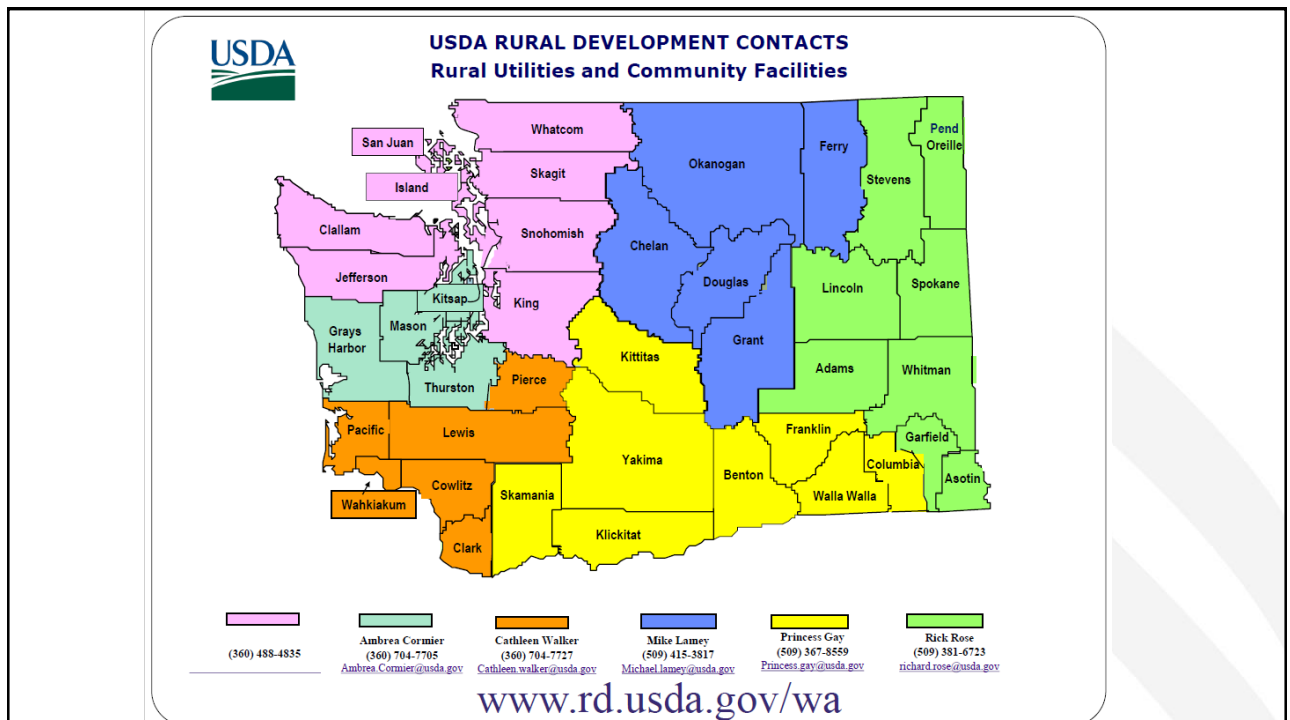 USDA
USDA RURAL DEVELOPMENT CONTACTS
Rural Utilities and Community Facilities
San Juan
Whatcom
Island
Skagit
Clallam
Snohomish
Jefferson
King
Kitsap
Mason
Grays
Harbor
Thurston
Pierce
Pacific
Lewis
Wahkiakum
Cowlitz
Clark
Okanogan
Ferry
Chelan
Douglas
Grant
Stevens
Pend
Oreille
Lincoln
Spokane
Adams
Whitman
Garfield
Asotin
Kittitas
Yakima
Skamania
Klickitat
Benton
Franklin
Walla Walla
Columbia
(360) 488-4835
Ambrea Cormier
(360) 704-7705
Ambrea.Cormier@usda.gov
Cathleen Walker
(360) 704-7727
Cathleen.walker@usda.gov
Mike Lamey
(509) 415-3817
Michael.lamey@usda.gov
Princess Gay
(509) 367-8559
Princess.gay@usda.gov
Rick Rose
(509) 381-6723
richard.rose@usda.gov
www.rd.usda.gov/wa